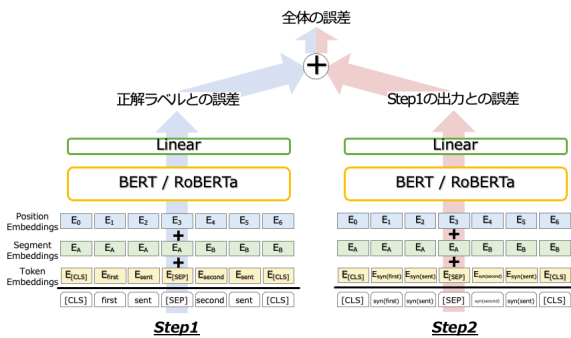 全体の誤差
+
正解ラベルとの誤差 Step1の出力との誤差
Linear Linear
BERT / RoBERTa BERT / RoBERTa
Position Embeddings E0 E1 E2 E3 E4 E5 E6 E0 E1 E2 E3 E4 E5 E6
+ +
Segment Embeddings EA EA EA EA EB EB EB EA EA EA EA EB EB EB
+ +
Token Embeddings E[CLS] Efirst Esent E[SEP] Esecond Esent E[CLS] E[CLS] Esyn(first) Esyn(sent) E[SEP] Esyn(second) Esyn(sent) E[CLS]
[CLS] first sent [SEP] second sent [CLS] [CLS] syn(first) syn(sent) [SEP] syn(second) syn(sent) [CLS]
Step1 Step2